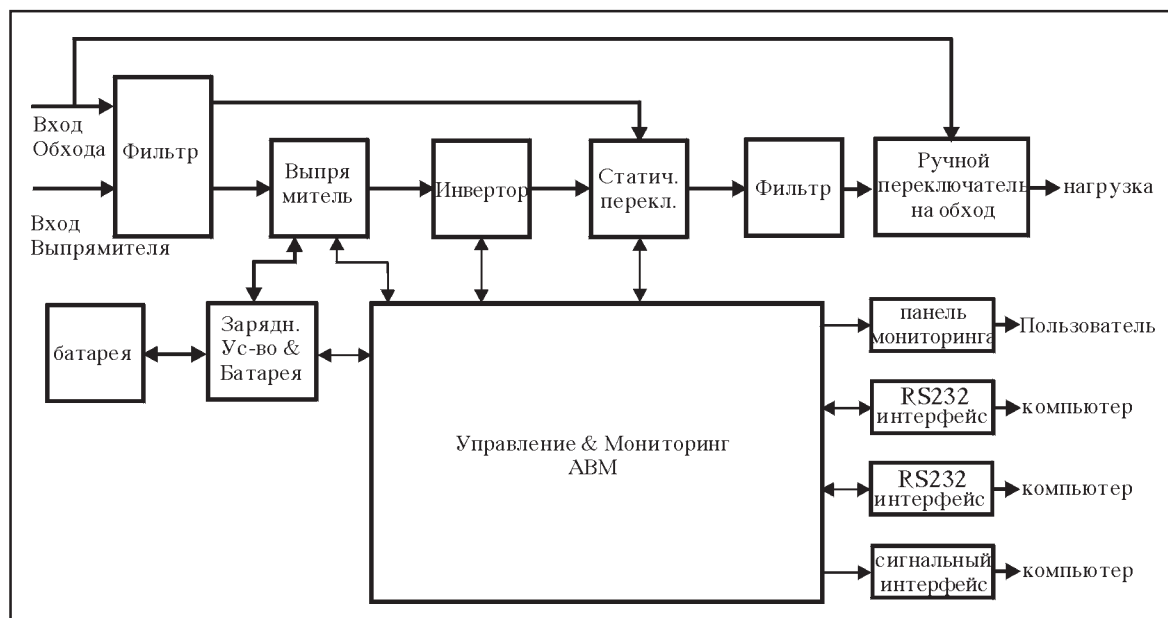 Вход
Обхода
Фильтр
Вход
Выпрямителя
Выпря
митель
Инвертор
Статич.
перекл.
Фильтр
Ручной
переключатель
на обход
нагрузка
батарея
Зарядн.
Ус-во &
Батарея
Управление & Мониторинг
АВМ
панель
мониторинга
Пользователь
RS232
интерфейс
компьютер
RS232
интерфейс
компьютер
сигнальный
интерфейс
компьютер